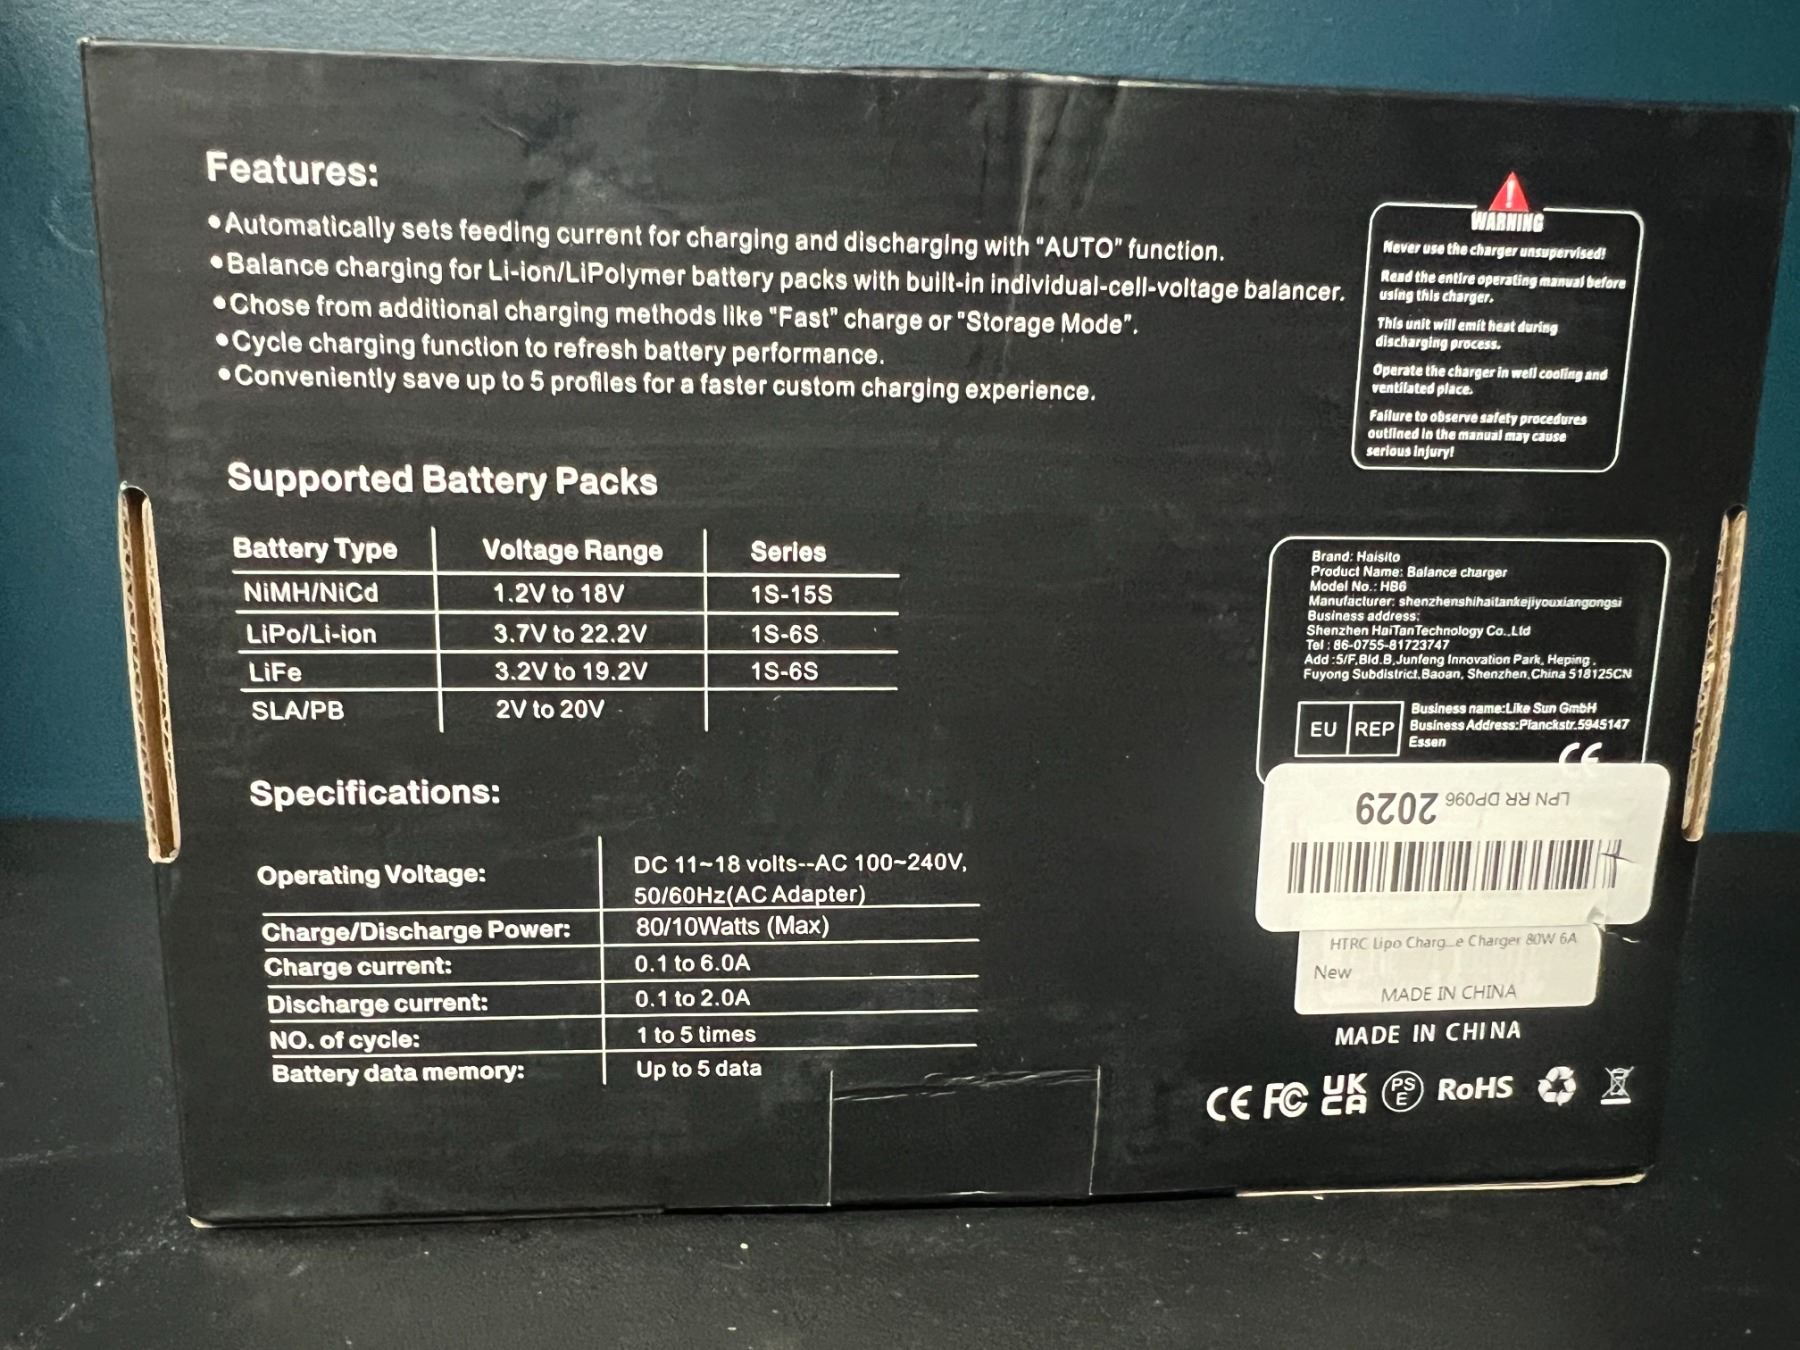 Features:
•Automatically sets feeding current for charging and discharging with "AUTO" function.
•Balance charging for Li-ion/LiPolymer battery packs with built-in individual-cell-voltage balancer.
•Chose from additional charging methods like "Fast" charge or "Storage Mode".
•Cycle charging function to refresh battery performance.
•Conveniently save up to 5 profiles for a faster custom charging experience.
WARNING
Never use the charger unsupervised!
Read the entire operating manual before
using this charger.
This unit will emit heat during
discharging process.
Operate the charger in well cooling and
ventilated place.
Failure to observe safety procedures
outlined in the manual may cause
serious injury!
Supported Battery Packs
Battery Type Voltage Range Series
NiMH/NiCd 1.2V to 18V 1S-15S
LiPo/Li-ion 3.7V to 22.2V 1S-6S
LiFe 3.2V to 19.2V 1S-6S
SLA/PB 2V to 20V
Specifications:
Operating Voltage: DC 11~18 volts--AC 100~240V,
50/60Hz(AC Adapter)
Charge/Discharge Power: 80/10Watts (Max)
Charge current: 0.1 to 6.0A
Discharge current: 0.1 to 2.0A
NO. of cycle: 1 to 5 times
Battery data memory: Up to 5 data
Brand: Haisito
Product Name: Balance charger
Model No.: HB6
Manufacturer: shenzhenshihaitankejiyouxiangongsi
Business address:
Shenzhen HaiTanTechnology Co.,Ltd
Tel : 86-0755-81723747
Add :5/F,Bld.B,Junfeng Innovation Park, Heping ,
Fuyong Subdistrict,Baoan, Shenzhen,China 518125CN
EU REP
Business name:Like Sun GmbH
Business Address:Planckstr.5945147
Essen
CE
LPN RR DP096 2029
HTRC Lipo Charg...e Charger 80W 6A
New
MADE IN CHINA
MADE IN CHINA
CE FC UK CA PS E RoHS